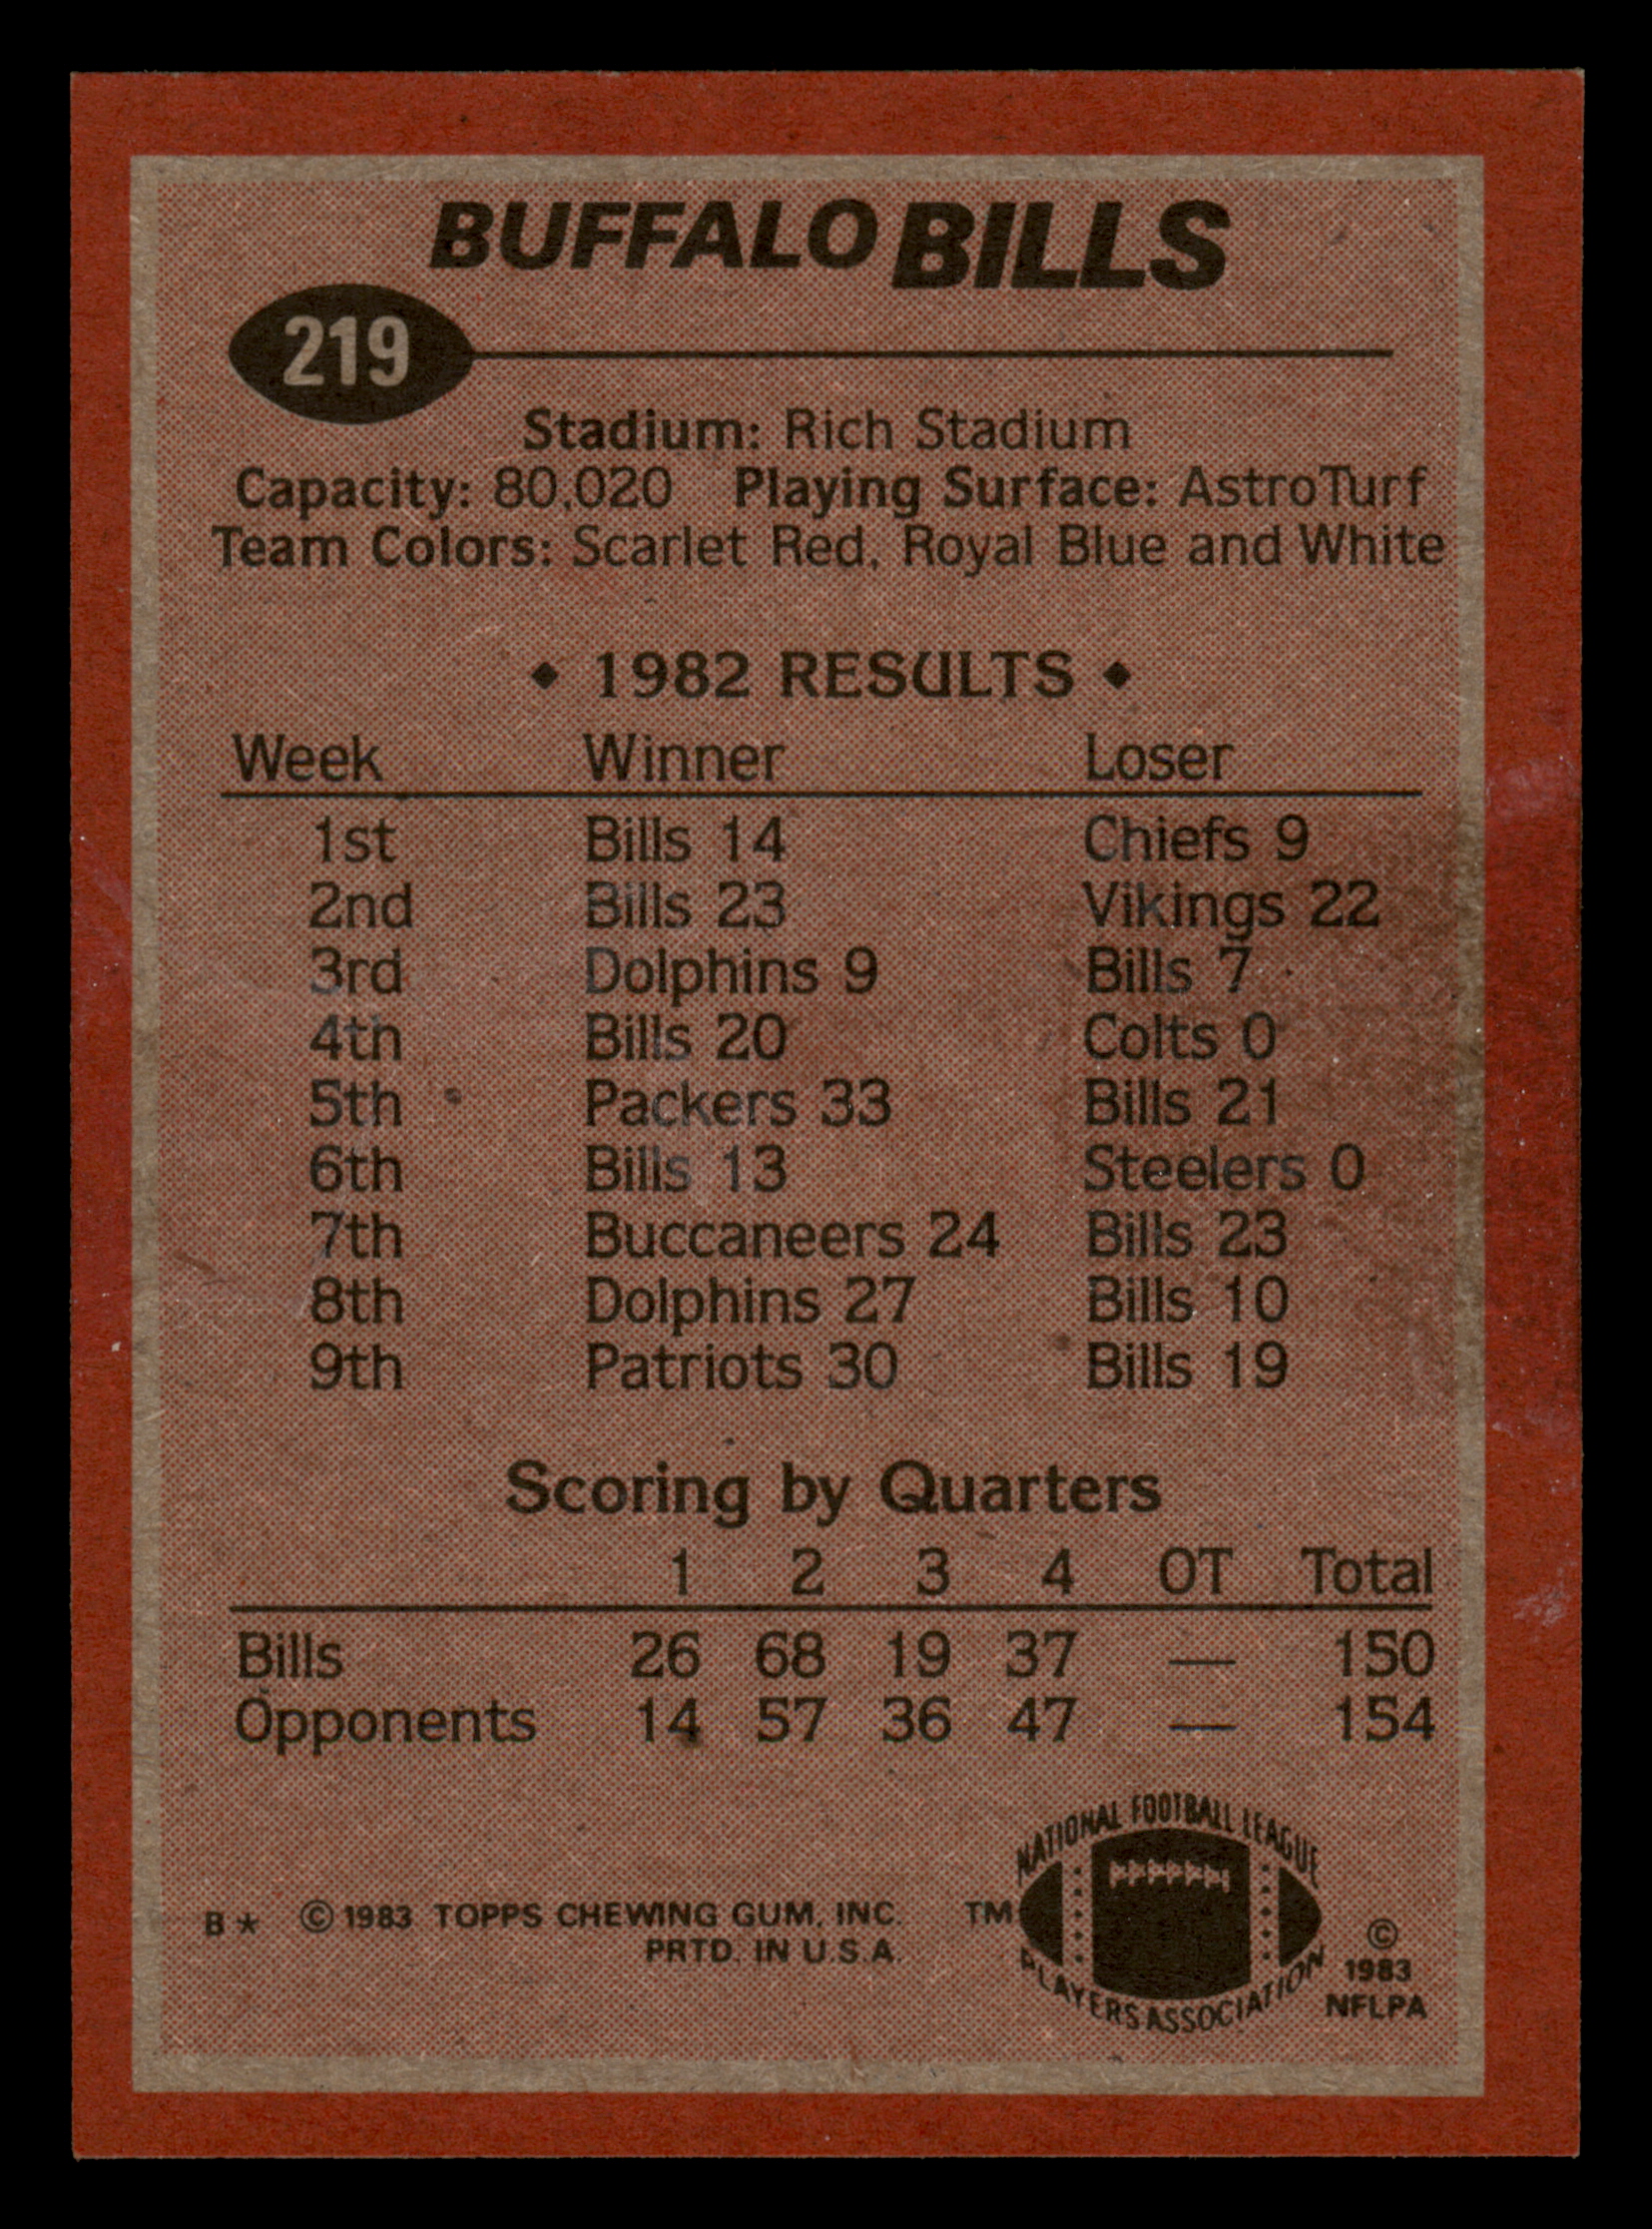 BUFFALO BILLS
219
Stadium: Rich Stadium
Capacity: 80,020 Playing Surface: AstroTurf
Team Colors: Scarlet Red, Royal Blue and White
◆ 1982 RESULTS ◆
Week Winner Loser
1st Bills 14 Chiefs 9
2nd Bills 23 Vikings 22
3rd Dolphins 9 Bills 7
4th Bills 20 Colts 0
5th Packers 33 Bills 21
6th Bills 13 Steelers 0
7th Buccaneers 24 Bills 23
8th Dolphins 27 Bills 10
9th Patriots 30 Bills 19
Scoring by Quarters
1 2 3 4 OT Total
Bills 26 68 19 37 — 150
Opponents 14 57 36 47 — 154
B★ ©1983 TOPPS CHEWING GUM, INC.
PRTD. IN U.S.A.
TM
NATIONAL FOOTBALL LEAGUE
PLAYERS ASSOCIATION
©
1983
NFLPA